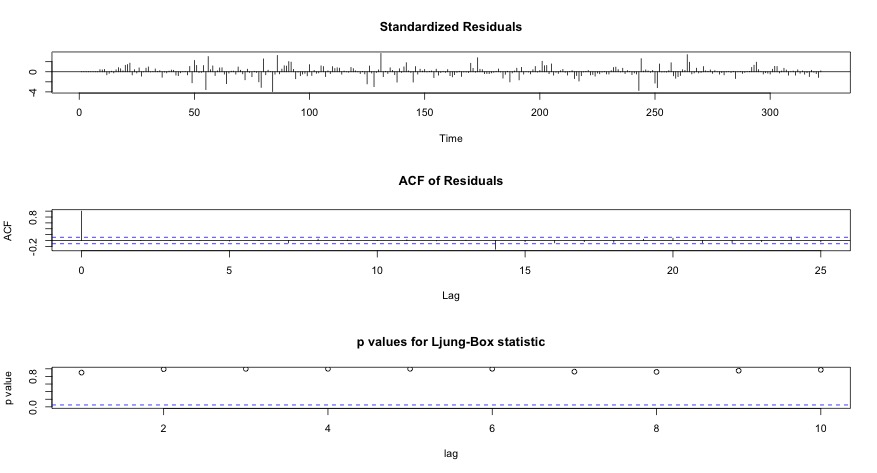 Standardized Residuals
0
-4
0 50 100 150 200 250 300
Time
ACF of Residuals
ACF
0.8
-0.2
0 5 10 15 20 25
Lag
p values for Ljung-Box statistic
p value
0.8
0.0
2 4 6 8 10
lag